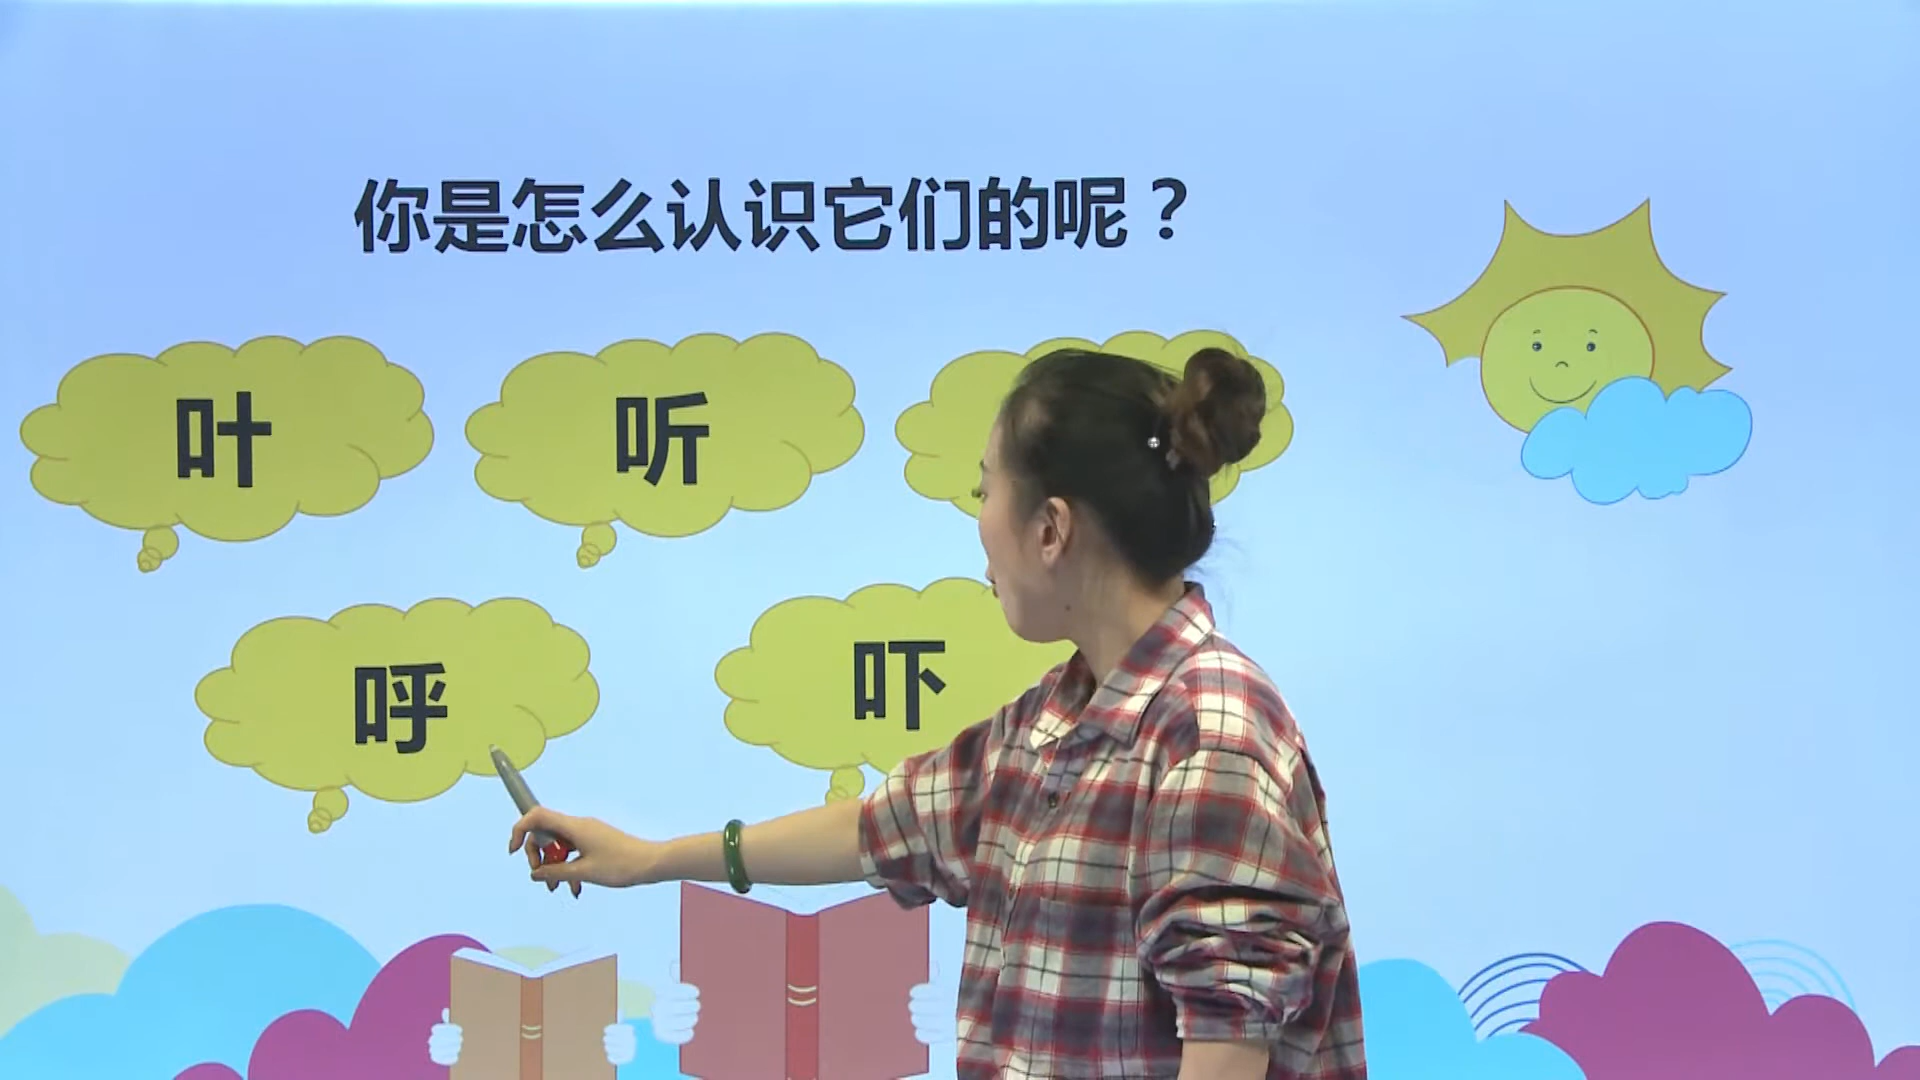 你是怎么认识它们的呢？
叶 听
呼 吓